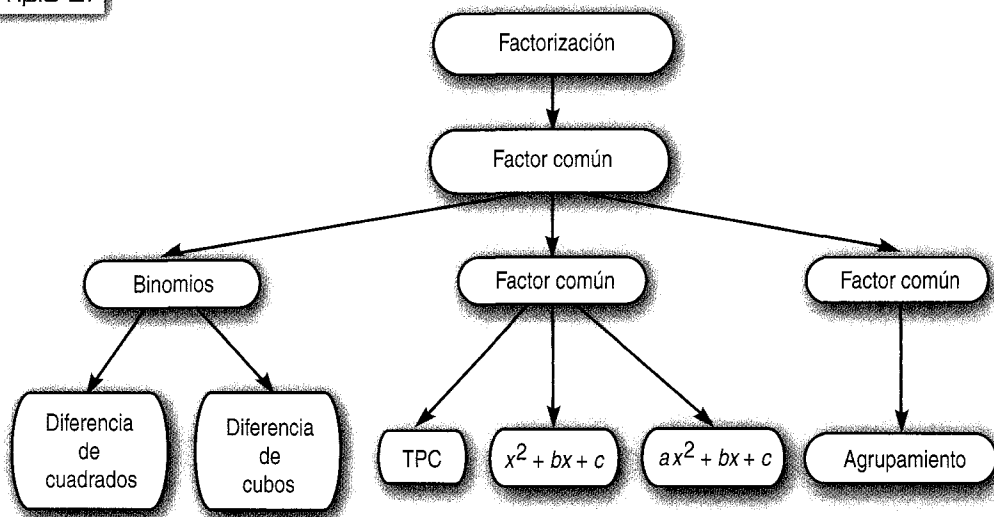 Factorización
Factor común
Binomios
Factor común
Factor común
Diferencia
de
cuadrados
Diferencia
de
cubos
TPC
x² + bx + c
ax² + bx + c
Agrupamiento